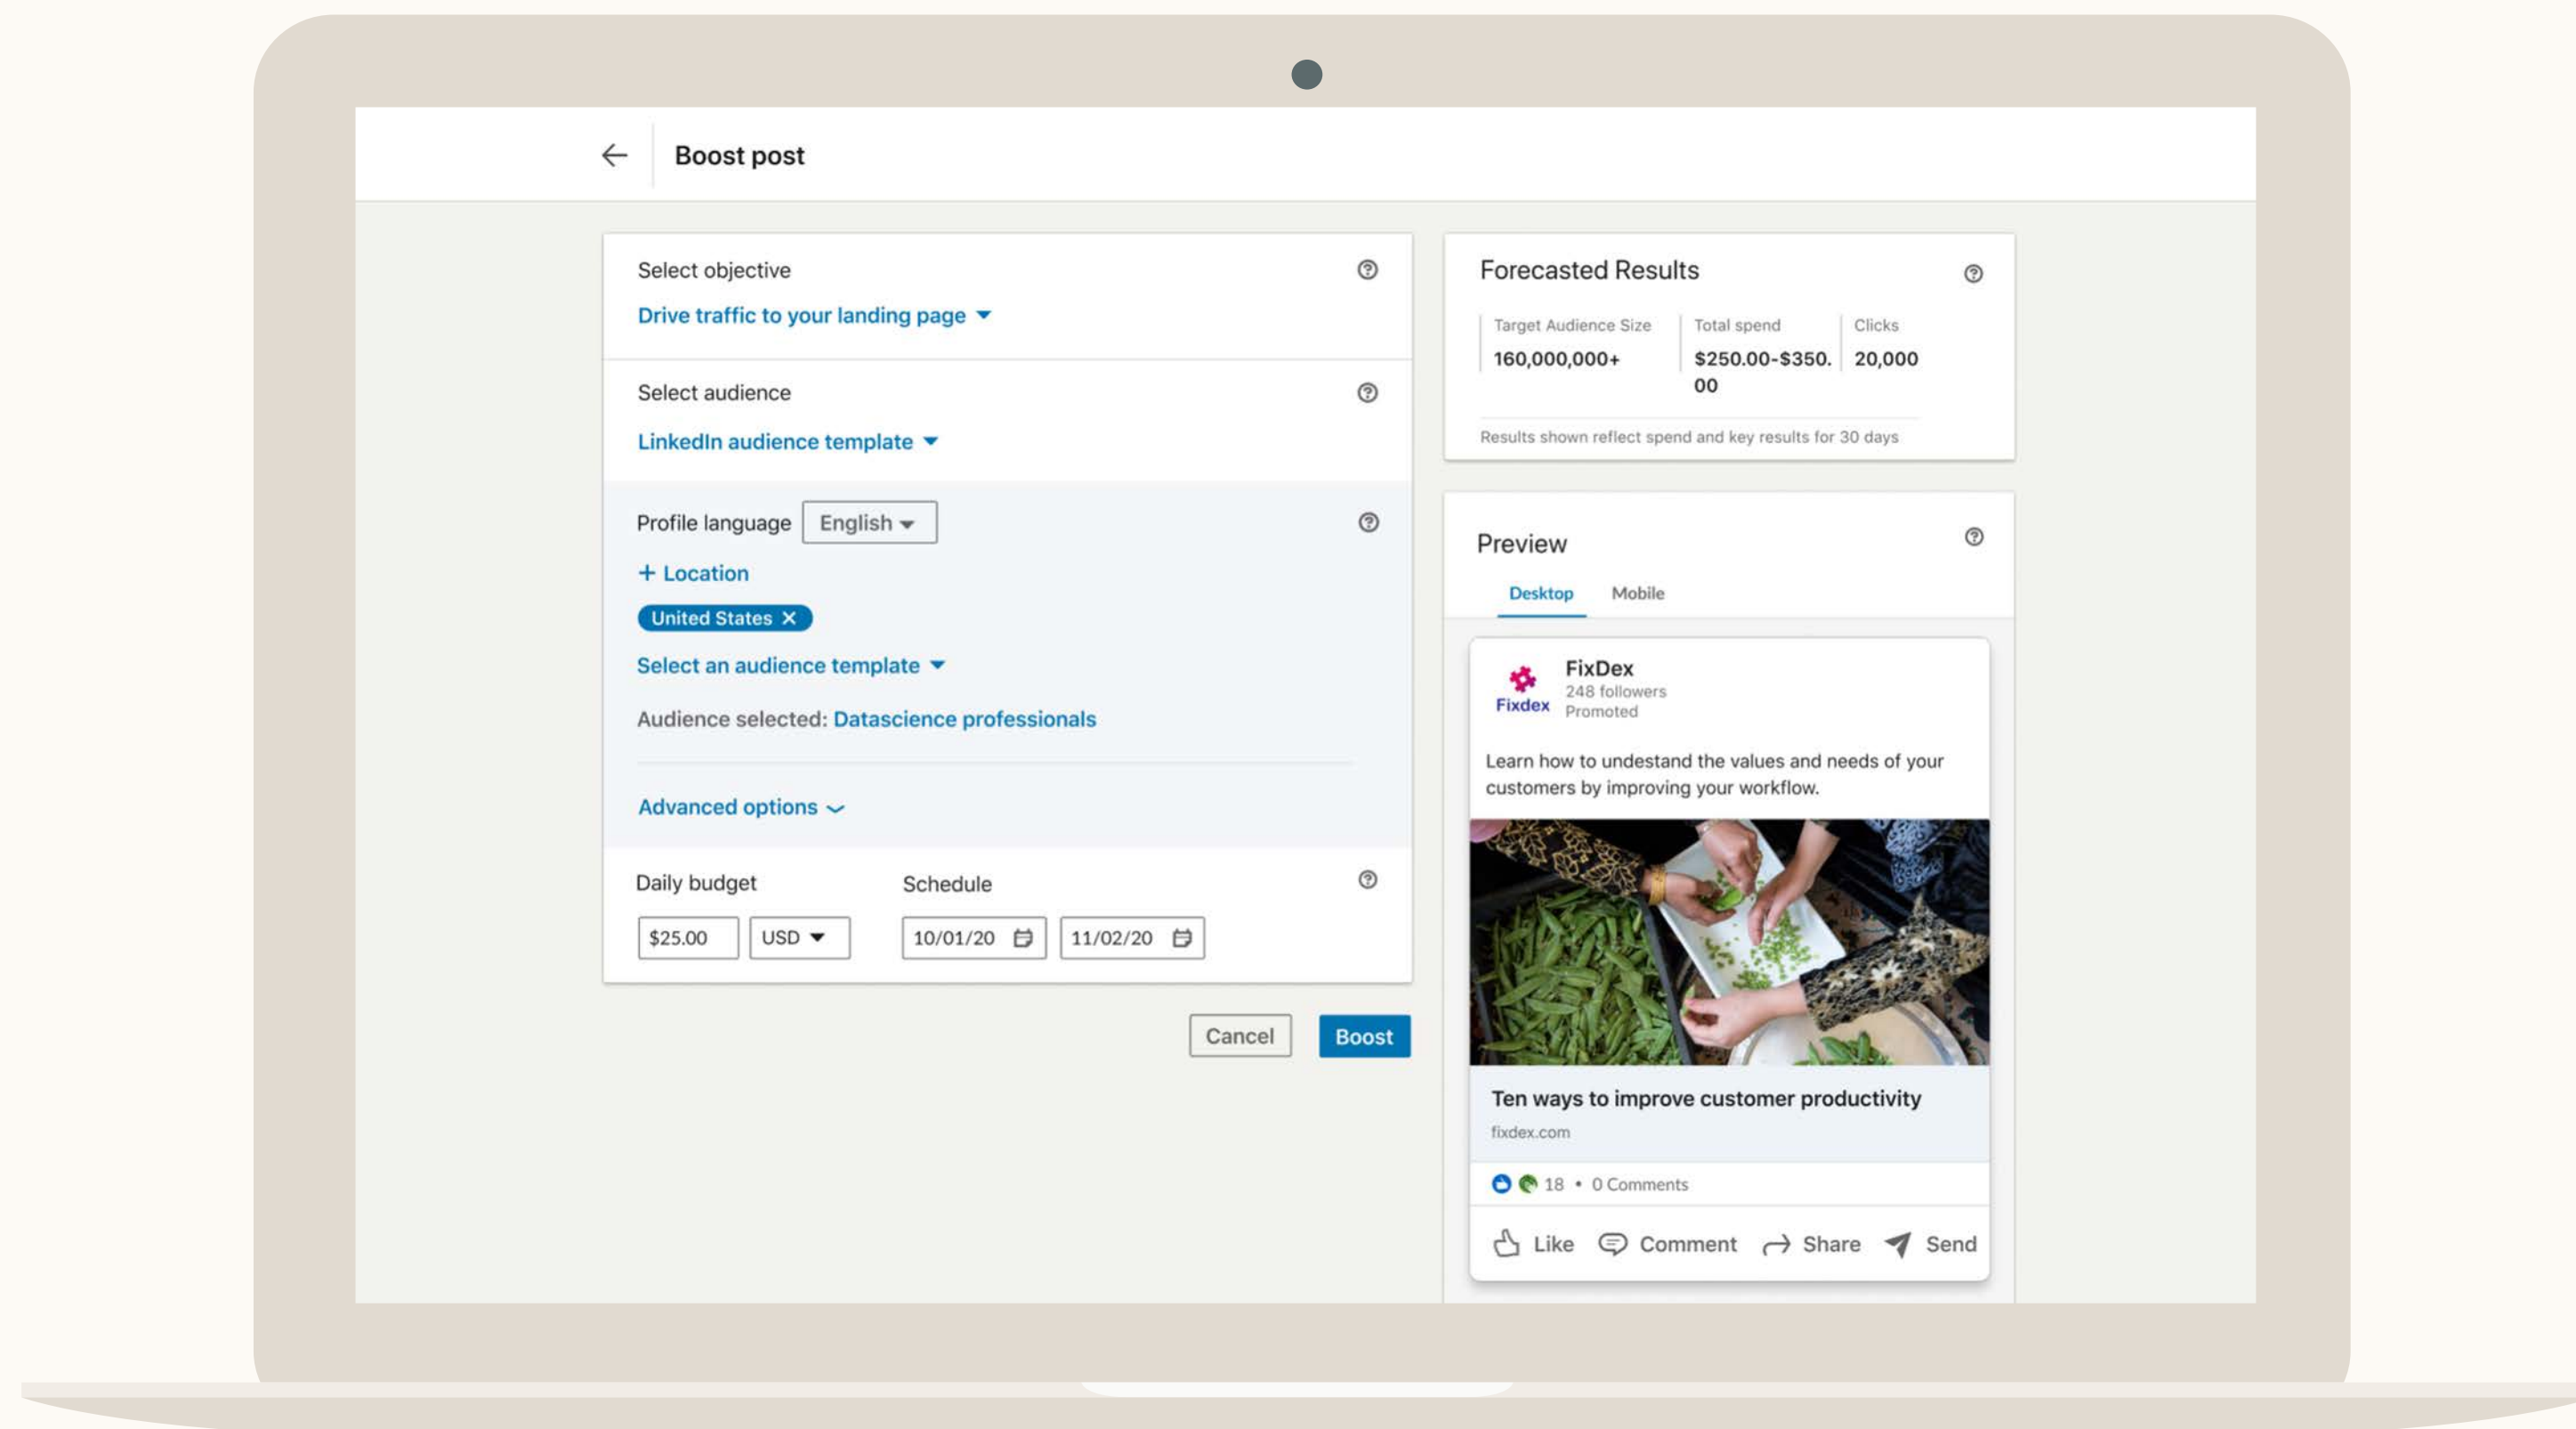 Boost post
Select objective
Drive traffic to your landing page
Select audience
LinkedIn audience template
Profile language English
+ Location
United States ×
Select an audience template
Audience selected: Datascience professionals
Advanced options
Daily budget Schedule
$25.00 USD 10/01/20 11/02/20
Cancel Boost
Forecasted Results
Target Audience Size Total spend Clicks
160,000,000+ $250.00-$350. 20,000
00
Results shown reflect spend and key results for 30 days
Preview
Desktop Mobile
FixDex
248 followers
Fixdex
Promoted
Learn how to undestand the values and needs of your
customers by improving your workflow.
Ten ways to improve customer productivity
fixdex.com
18 • 0 Comments
Like Comment Share Send